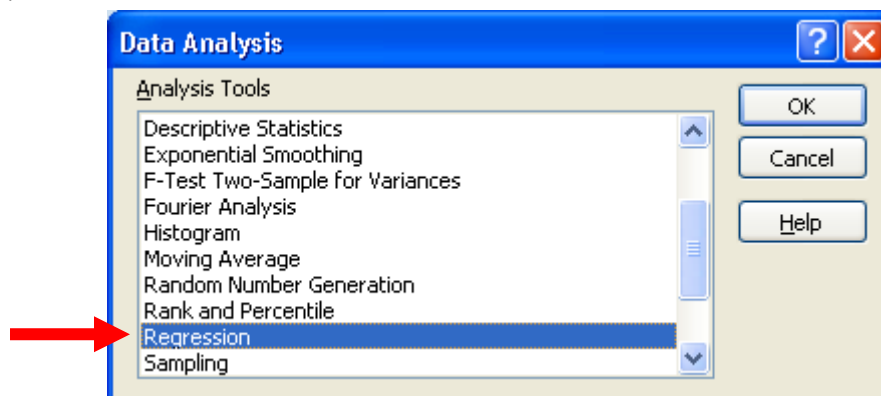 Data Analysis
?
Analysis Tools
Descriptive Statistics
Exponential Smoothing
F-Test Two-Sample for Variances
Fourier Analysis
Histogram
Moving Average
Random Number Generation
Rank and Percentile
Regression
Sampling
OK
Cancel
Help